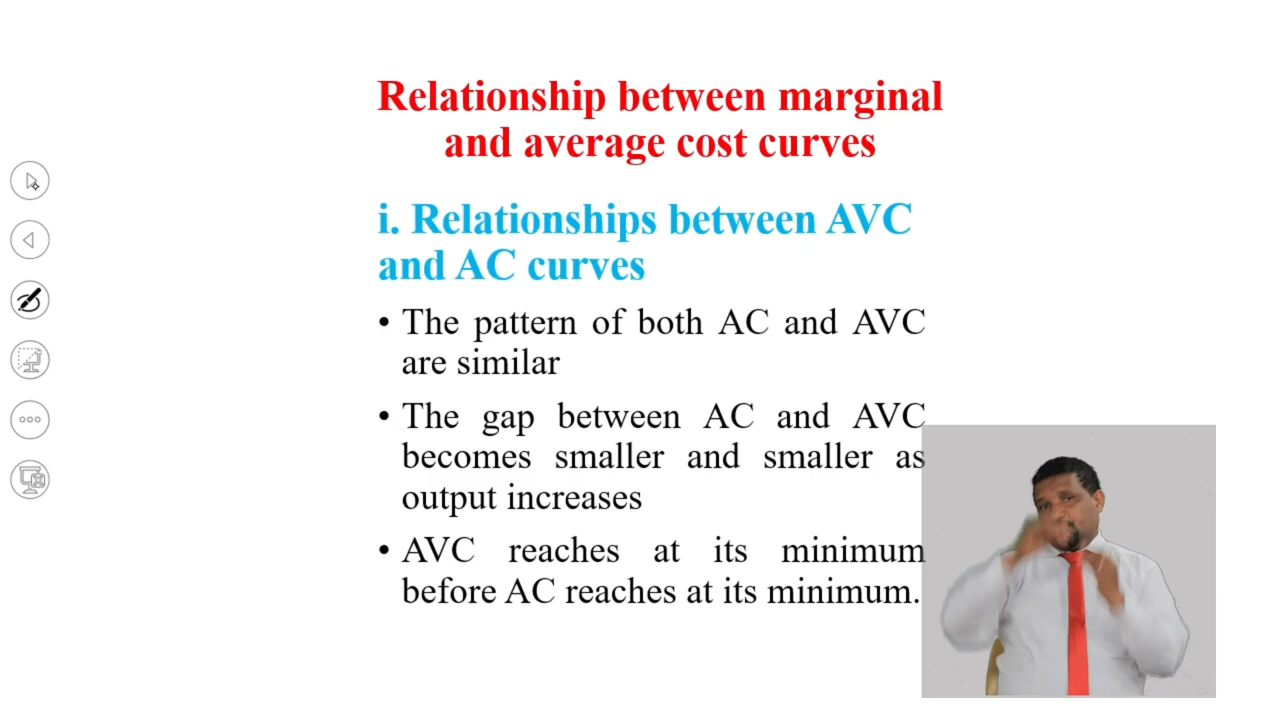 Relationship between marginal
and average cost curves
i. Relationships between AVC
and AC curves
• The pattern of both AC and AVC
are similar
• The gap between AC and AVC
becomes smaller and smaller as
output increases
• AVC reaches at its minimum
before AC reaches at its minimum.